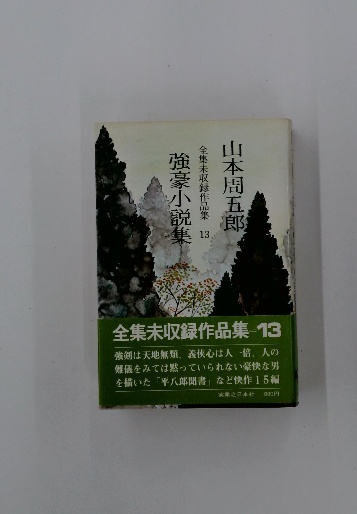 山本周五郎
全集未収録作品集 13
強豪小説集
全集未収録作品集-13
強剣は天地無類、義侠心は人一倍、人の
難儀をみては黙っていられない豪快な男
を描いた「平八郎聞書」など快作15編
実業之日本社